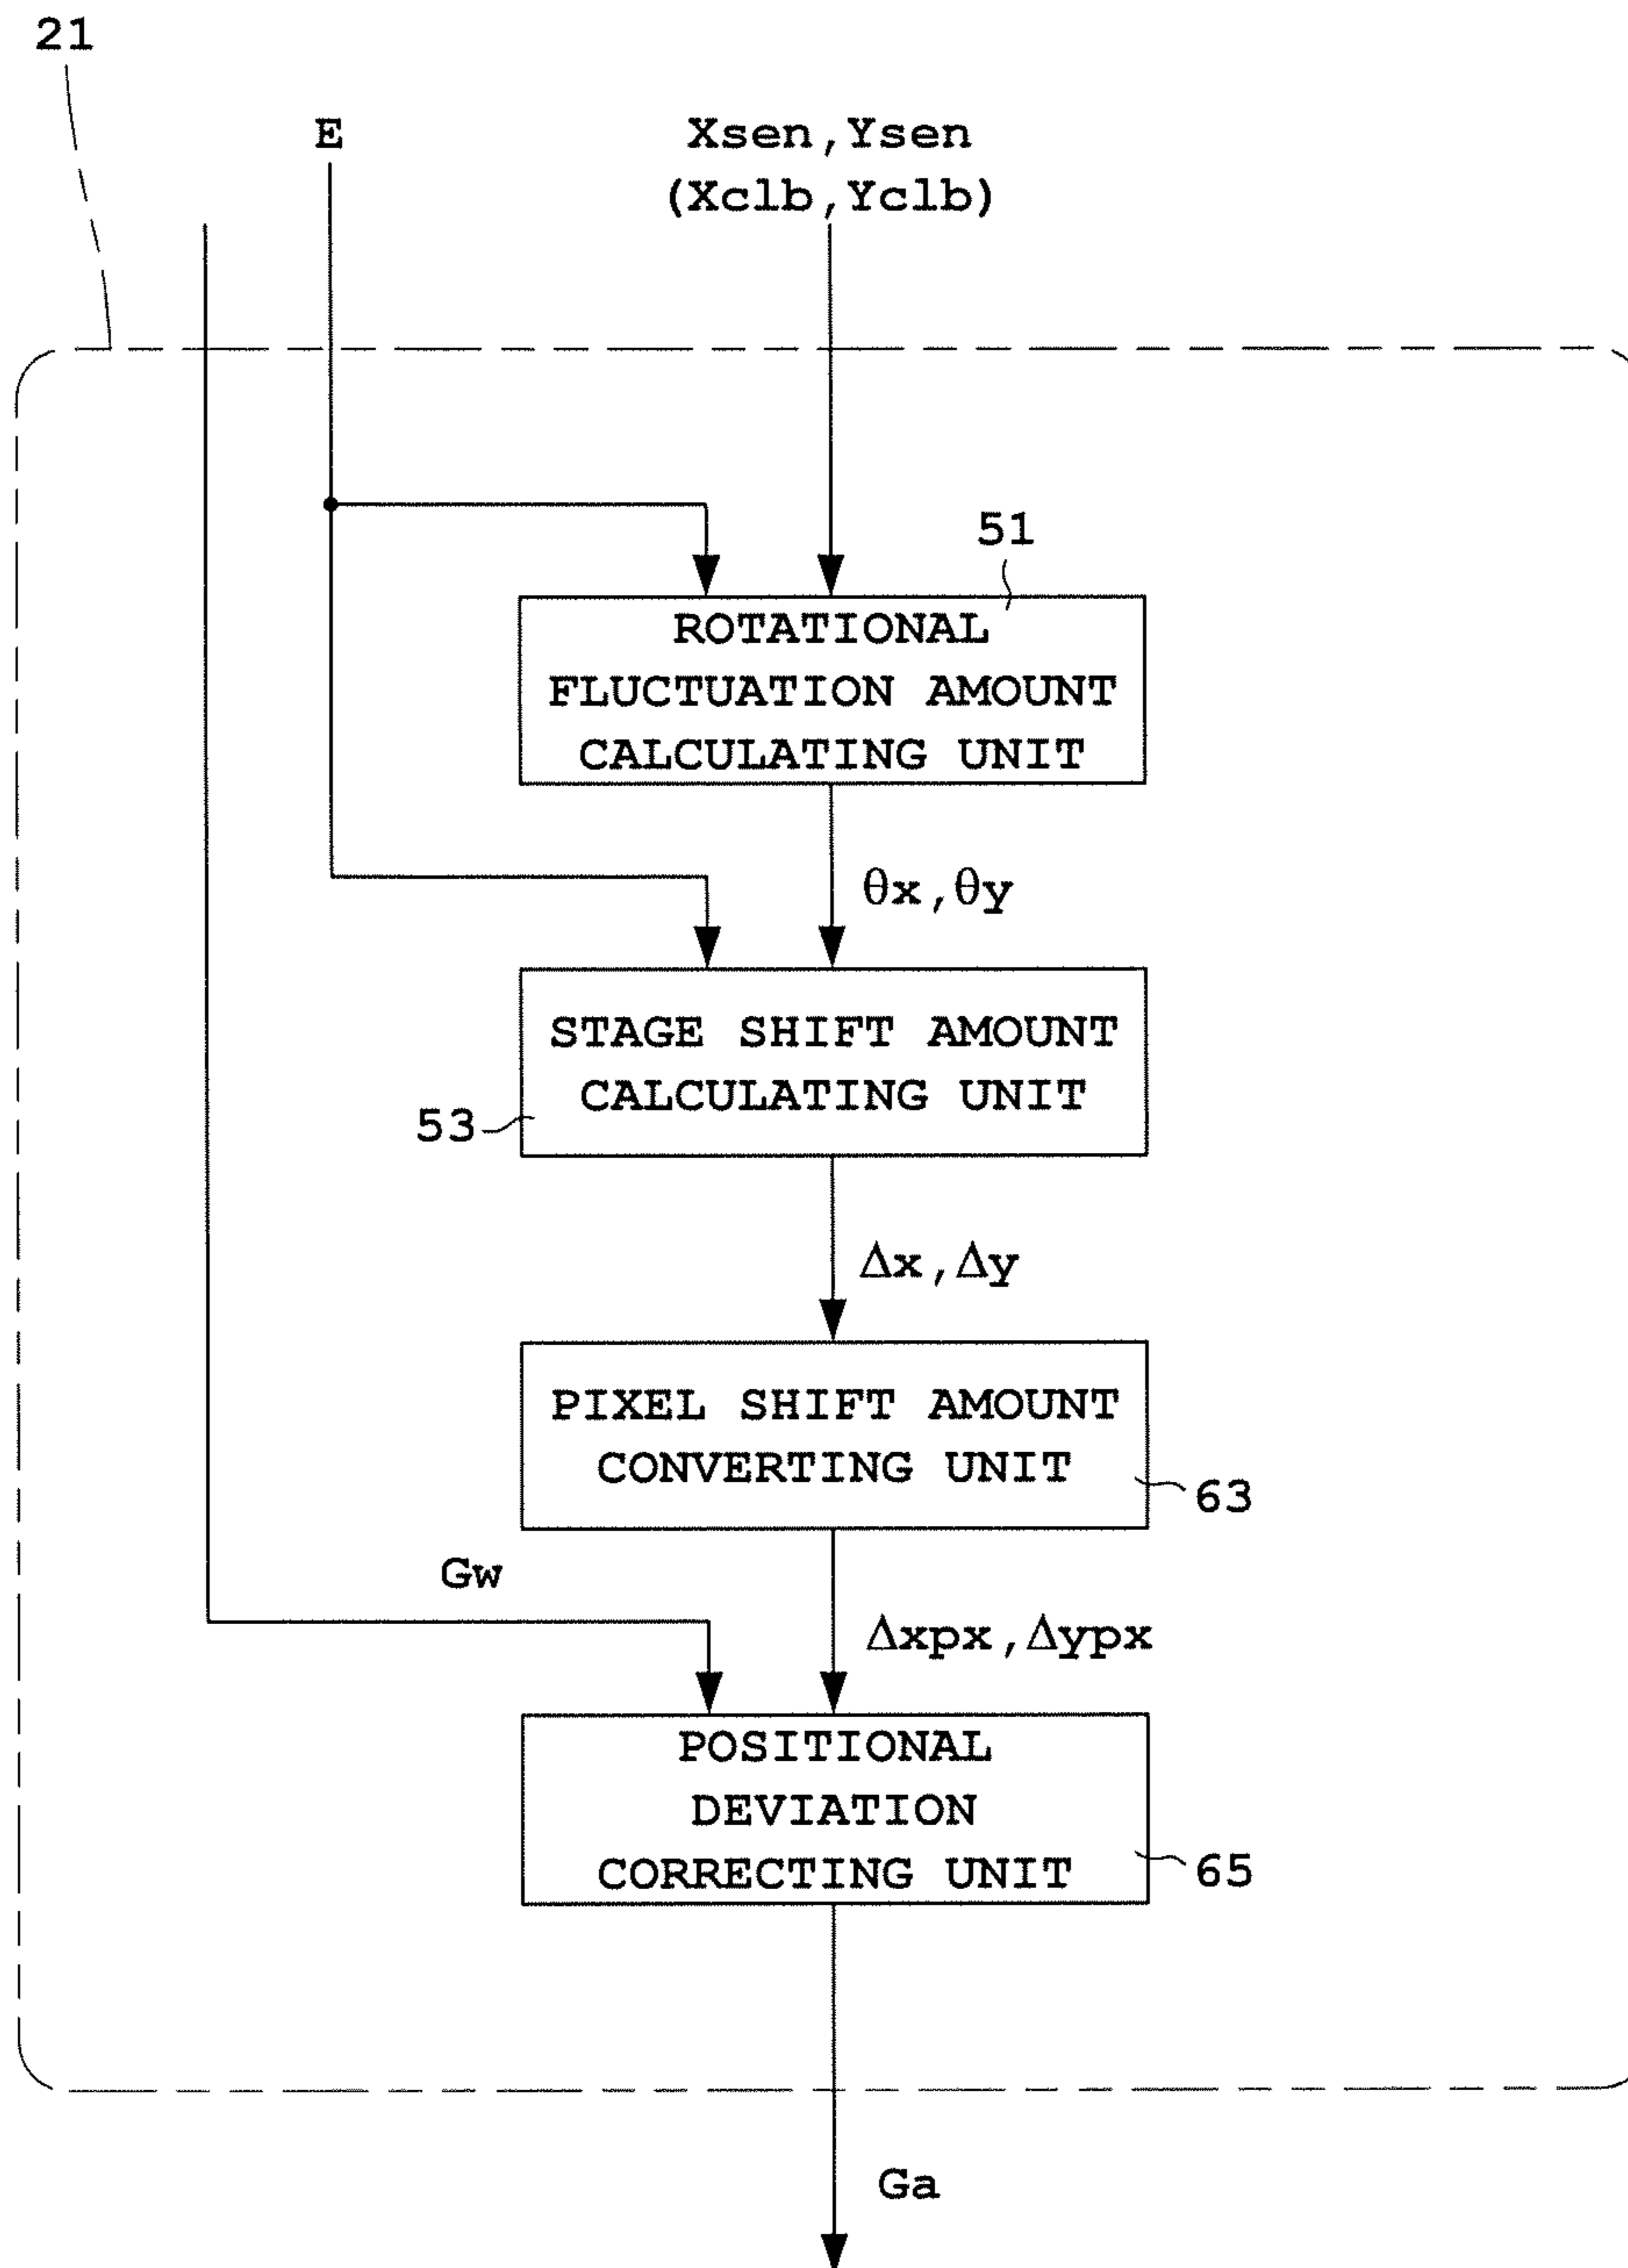 21
E
Xsen,Ysen
(Xclb,Yclb)
51
ROTATIONAL
FLUCTUATION AMOUNT
CALCULATING UNIT
θx,θy
STAGE SHIFT AMOUNT
CALCULATING UNIT
53
Δx,Δy
PIXEL SHIFT AMOUNT
CONVERTING UNIT
63
Gw
Δxpx,Δypx
POSITIONAL
DEVIATION
CORRECTING UNIT
65
Ga